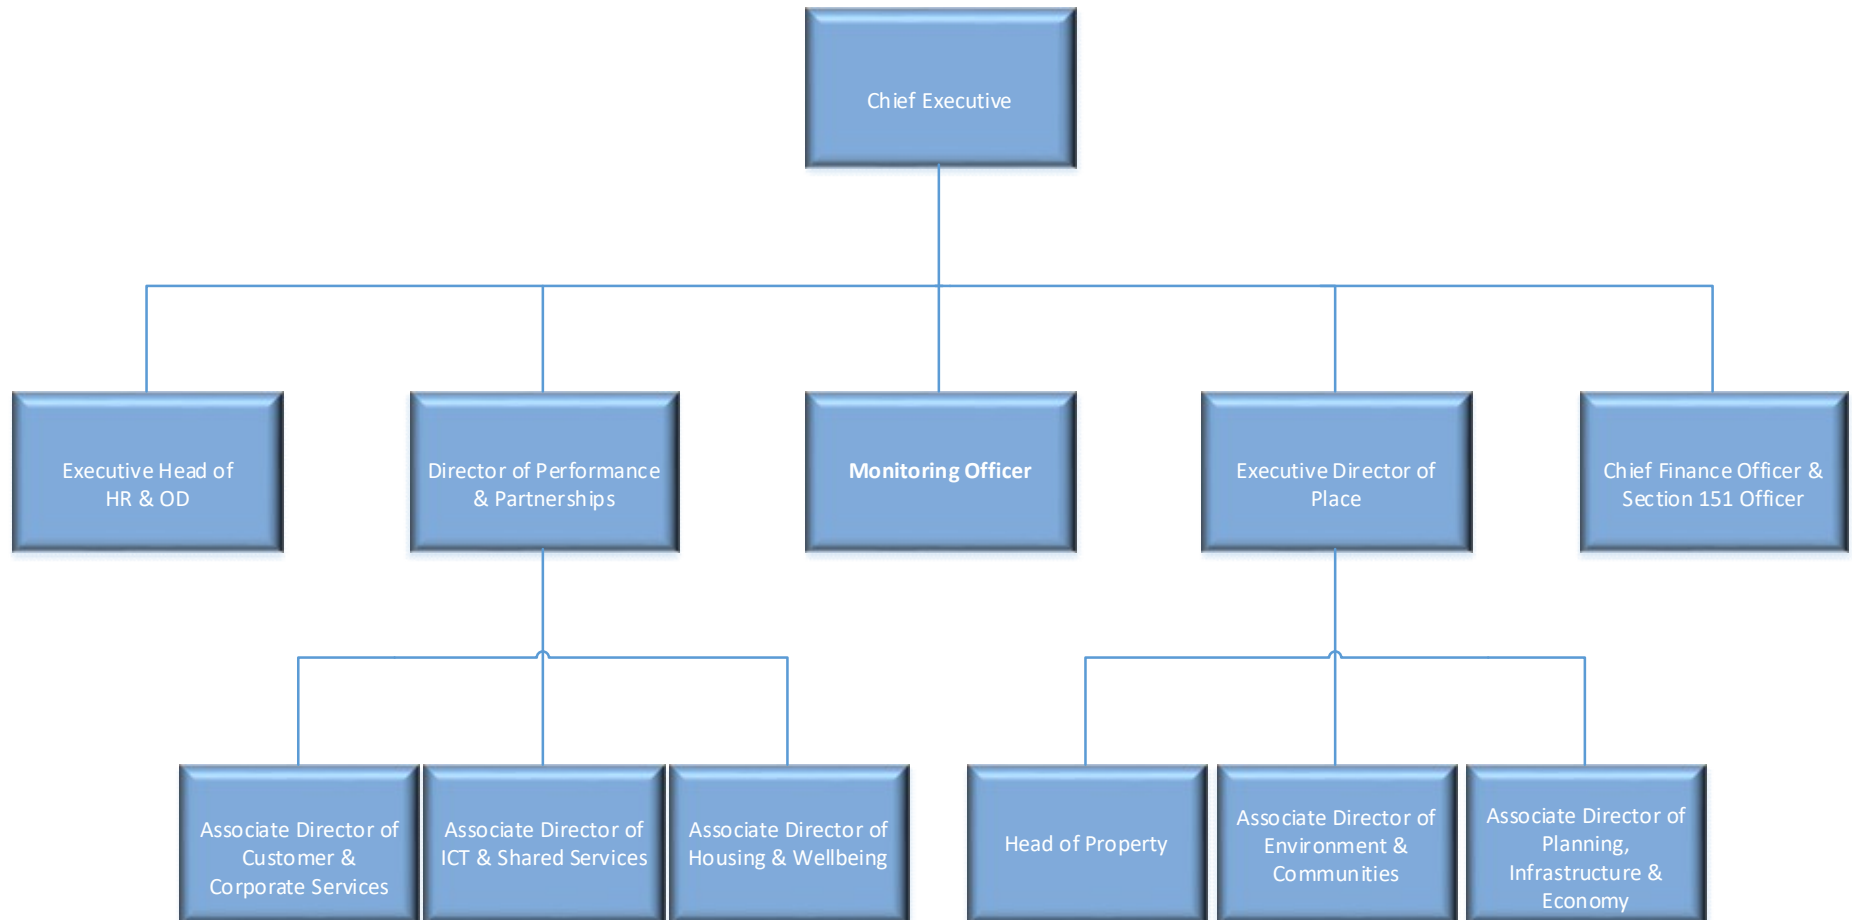 Chief Executive
Executive Head of
HR & OD
Director of Performance
& Partnerships
Monitoring Officer
Executive Director of
Place
Chief Finance Officer &
Section 151 Officer
Associate Director of
Customer &
Corporate Services
Associate Director of
ICT & Shared Services
Associate Director of
Housing & Wellbeing
Head of Property
Associate Director of
Environment &
Communities
Associate Director of
Planning,
Infrastructure &
Economy